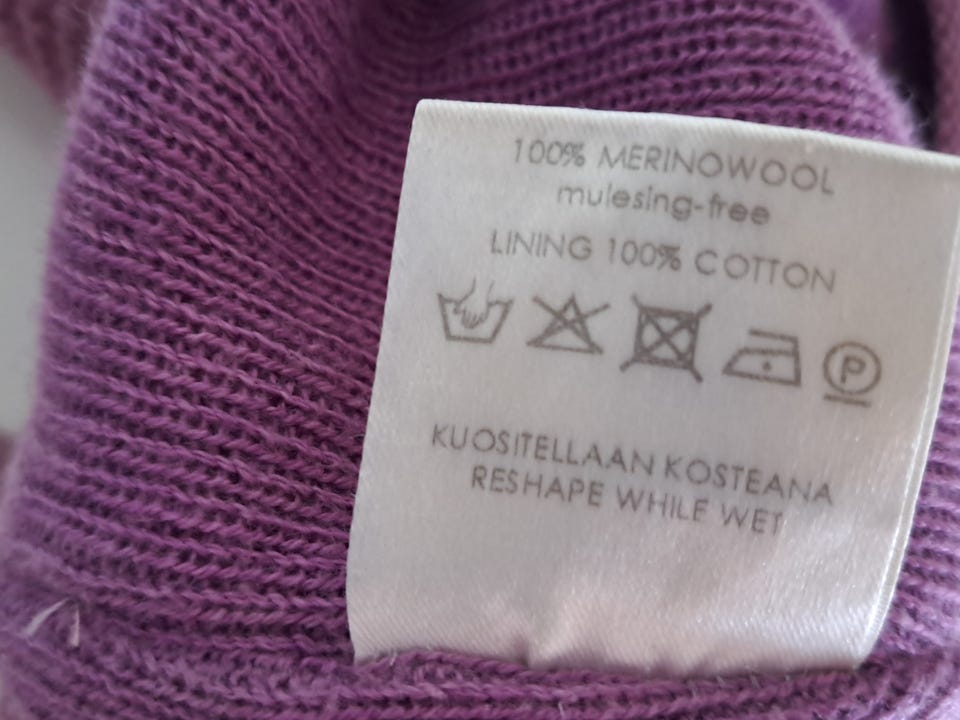 100% MERINOWOOL
mulesing-free
LINING 100% COTTON
P
KUOSITELLAAN KOSTEANA
RESHAPE WHILE WET